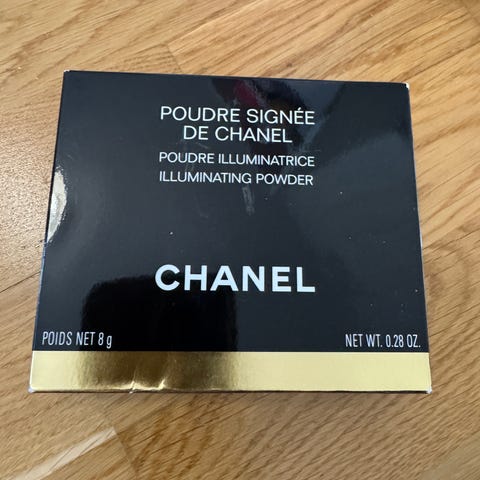 POUDRE SIGNÉE
DE CHANEL
POUDRE ILLUMINATRICE
ILLUMINATING POWDER
CHANEL
POIDS NET 8 g
NET WT. 0.28 OZ.